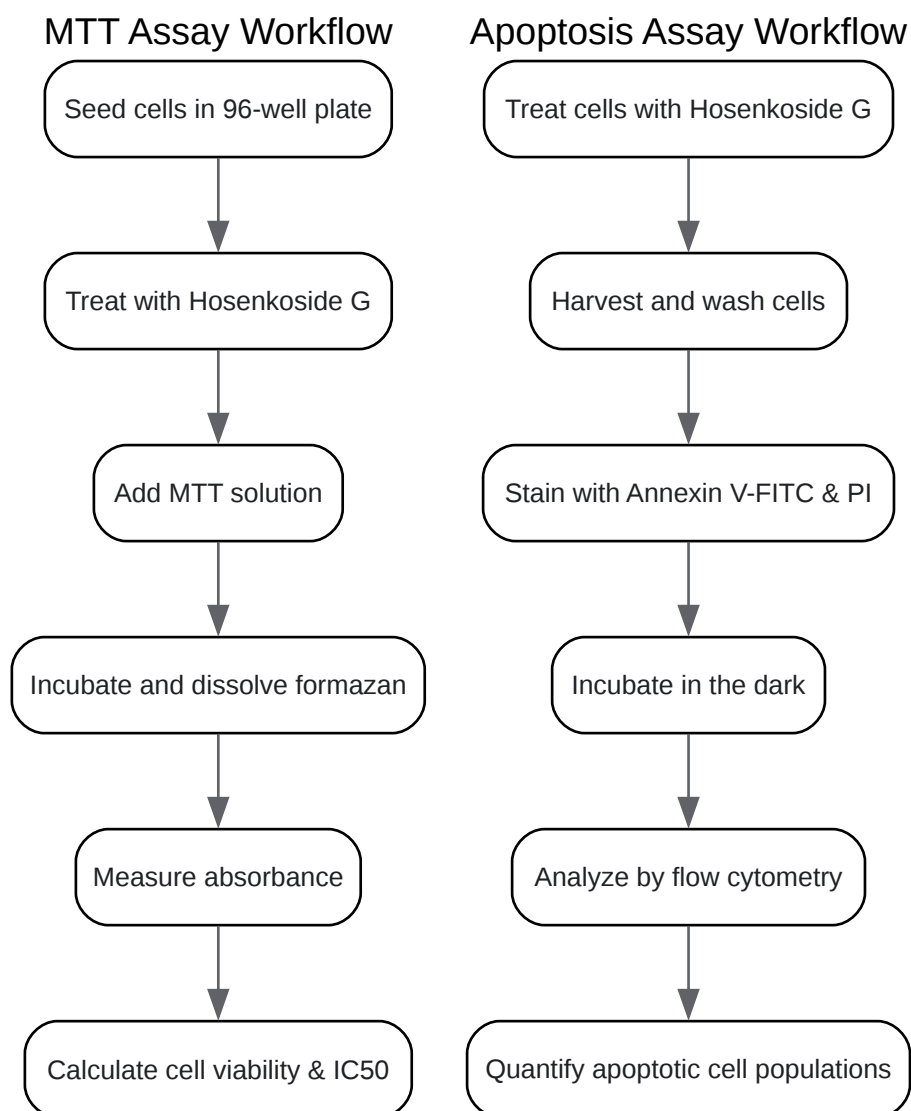 MTT Assay Workflow
Seed cells in 96-well plate
Treat with Hosenkoside G
Add MTT solution
Incubate and dissolve formazan
Measure absorbance
Calculate cell viability & IC50
Apoptosis Assay Workflow
Treat cells with Hosenkoside G
Harvest and wash cells
Stain with Annexin V-FITC & PI
Incubate in the dark
Analyze by flow cytometry
Quantify apoptotic cell populations